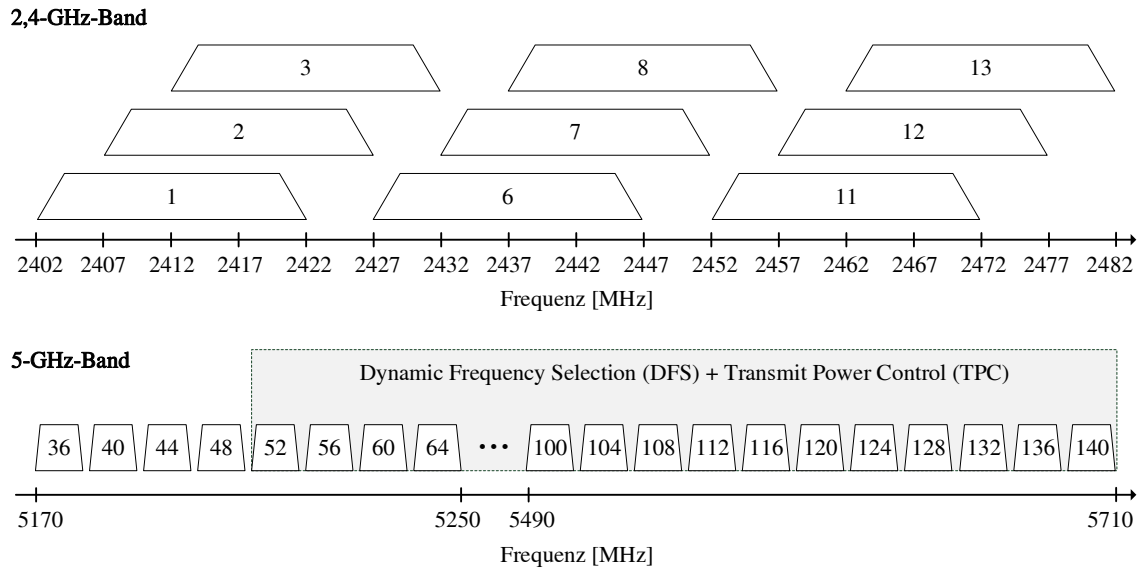 2,4-GHz-Band
3 8 13
2 7 12
1 6 11
2402 2407 2412 2417 2422 2427 2432 2437 2442 2447 2452 2457 2462 2467 2472 2477 2482
Frequenz [MHz]
5-GHz-Band
Dynamic Frequency Selection (DFS) + Transmit Power Control (TPC)
36 40 44 48 52 56 60 64 ••• 100 104 108 112 116 120 124 128 132 136 140
5170 5250 5490 5710
Frequenz [MHz]